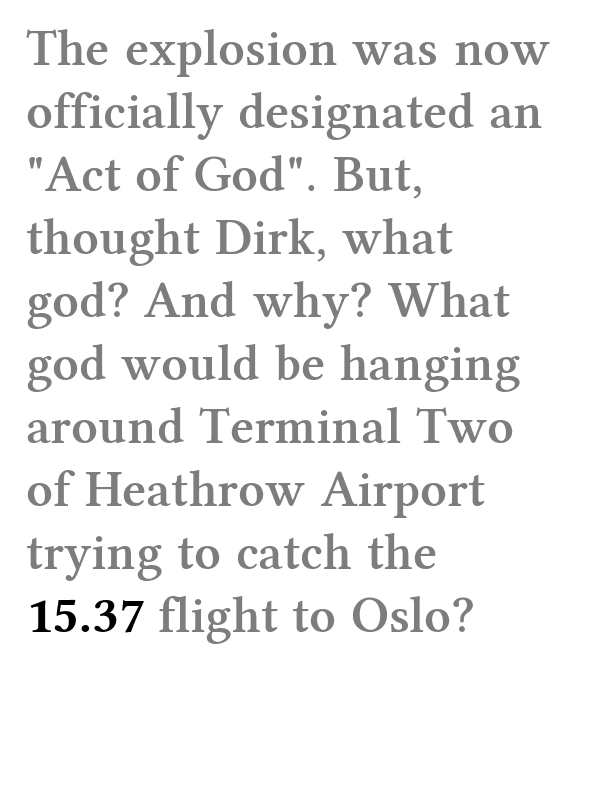 The explosion was now
officially designated an
"Act of God". But,
thought Dirk, what
god? And why? What
god would be hanging
around Terminal Two
of Heathrow Airport
trying to catch the
15.37 flight to Oslo?